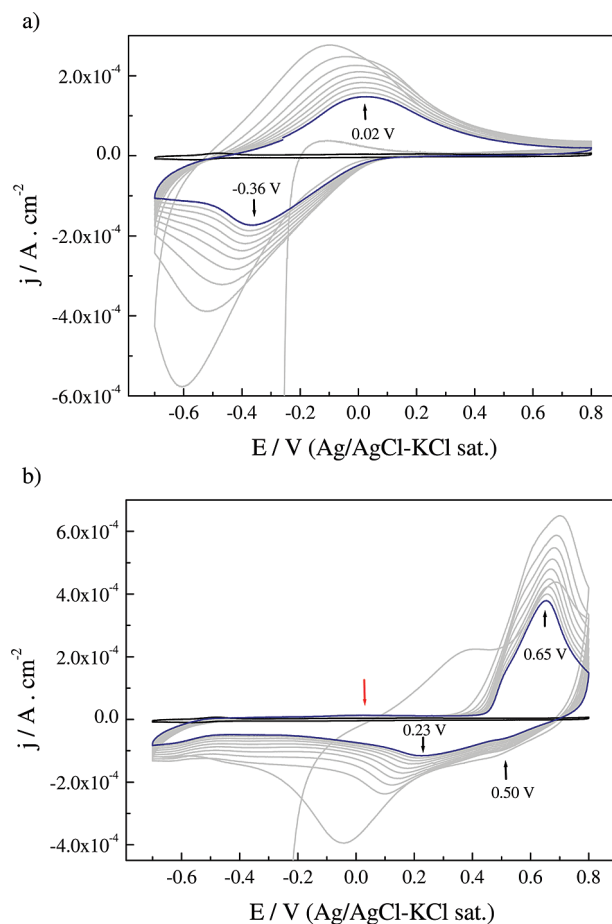 a)
2.0x10-4
0.0
-2.0x10-4
-4.0x10-4
-6.0x10-4
j / A . cm-2
0.02 V
-0.36 V
-0.6 -0.4 -0.2 0.0 0.2 0.4 0.6 0.8
E / V (Ag/AgCl-KCl sat.)
b)
6.0x10-4
4.0x10-4
2.0x10-4
0.0
-2.0x10-4
-4.0x10-4
j / A . cm-2
0.65 V
0.23 V
0.50 V
-0.6 -0.4 -0.2 0.0 0.2 0.4 0.6 0.8
E / V (Ag/AgCl-KCl sat.)